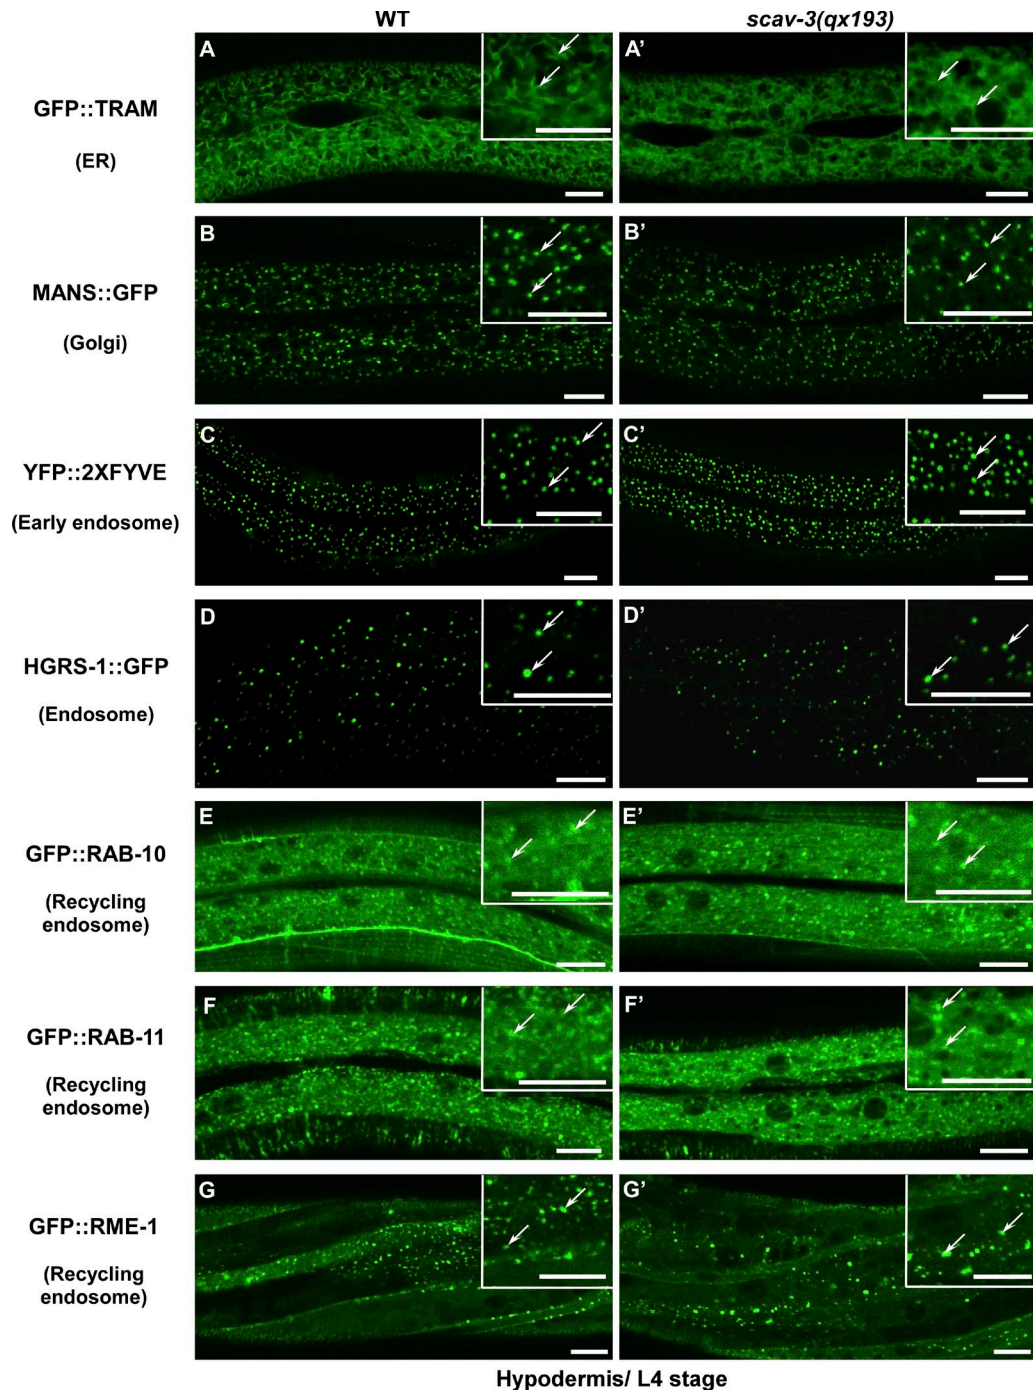 WT
scav-3(qx193)
A
A'
GFP::TRAM
(ER)
B
B'
MANS::GFP
(Golgi)
C
C'
YFP::2XFYVE
(Early endosome)
D
D'
HGRS-1::GFP
(Endosome)
E
E'
GFP::RAB-10
(Recycling
endosome)
F
F'
GFP::RAB-11
(Recycling
endosome)
G
G'
GFP::RME-1
(Recycling
endosome)
Hypodermis/ L4 stage